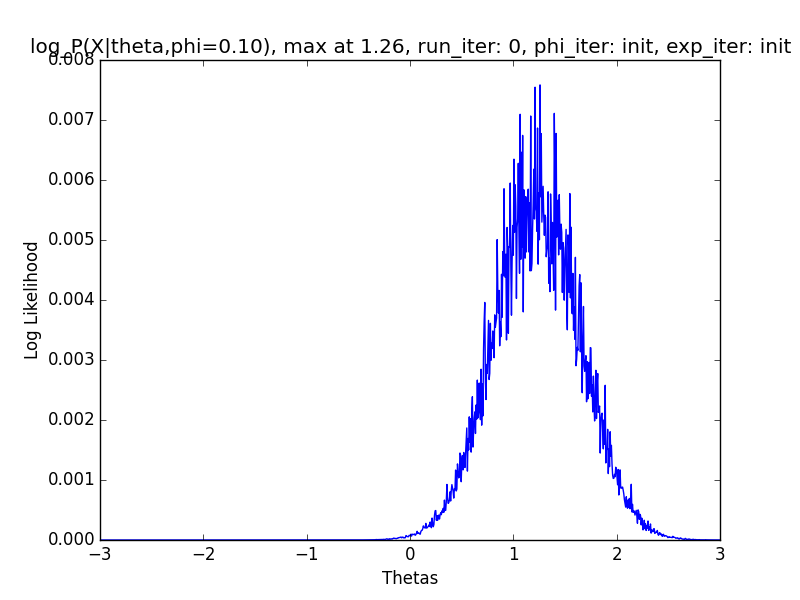 log_P(X|theta,phi=0.10), max at 1.26, run_iter: 0, phi_iter: init, exp_iter: init
0.008
0.007
0.006
0.005
0.004
0.003
0.002
0.001
0.000
Log Likelihood
−3 −2 −1 0 1 2 3
Thetas